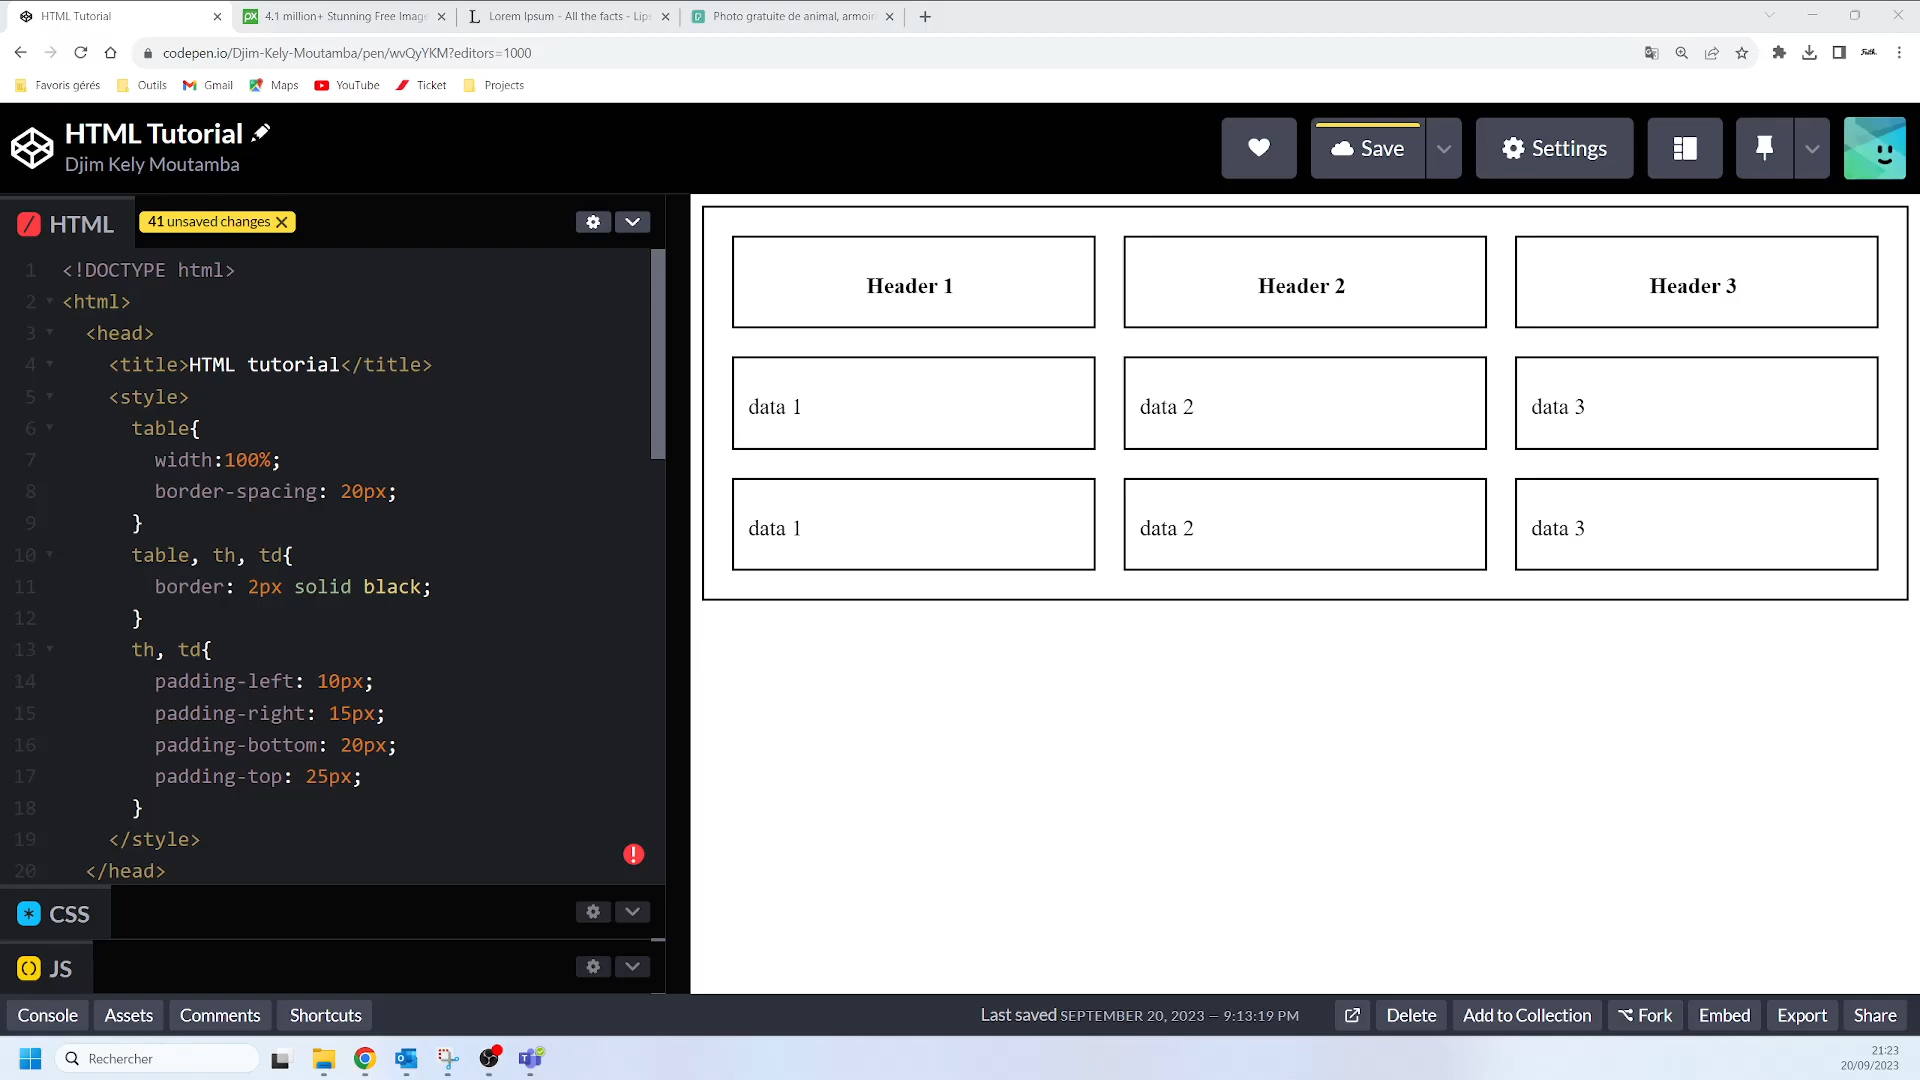 HTML Tutorial
4.1 million+ Stunning Free Image
Lorem Ipsum - All the facts - Lips
Photo gratuite de animal, armoir
codepen.io/Djim-Kely-Moutamba/pen/wvQyYKM?editors=1000
Favoris gérés
Outils
Gmail
Maps
YouTube
Ticket
Projects
HTML Tutorial
Djim Kely Moutamba
Save
Settings
HTML
41 unsaved changes
1 <!DOCTYPE html>
2 <html>
3 <head>
4 <title>HTML tutorial</title>
5 <style>
6 table{
7 width:100%;
8 border-spacing: 20px;
9 }
10 table, th, td{
11 border: 2px solid black;
12 }
13 th, td{
14 padding-left: 10px;
15 padding-right: 15px;
16 padding-bottom: 20px;
17 padding-top: 25px;
18 }
19 </style>
20 </head>
CSS
JS
Header 1 Header 2 Header 3
data 1 data 2 data 3
data 1 data 2 data 3
Console
Assets
Comments
Shortcuts
Last saved SEPTEMBER 20, 2023 — 9:13:19 PM
Delete
Add to Collection
Fork
Embed
Export
Share
Rechercher
21:23
20/09/2023